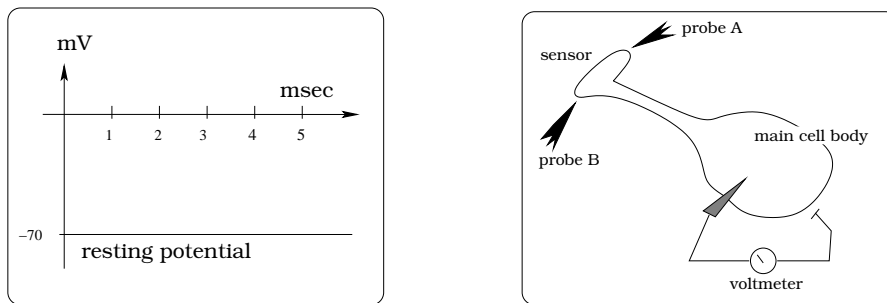 mV
msec
1 2 3 4 5
−70
resting potential
probe A
sensor
main cell body
probe B
voltmeter